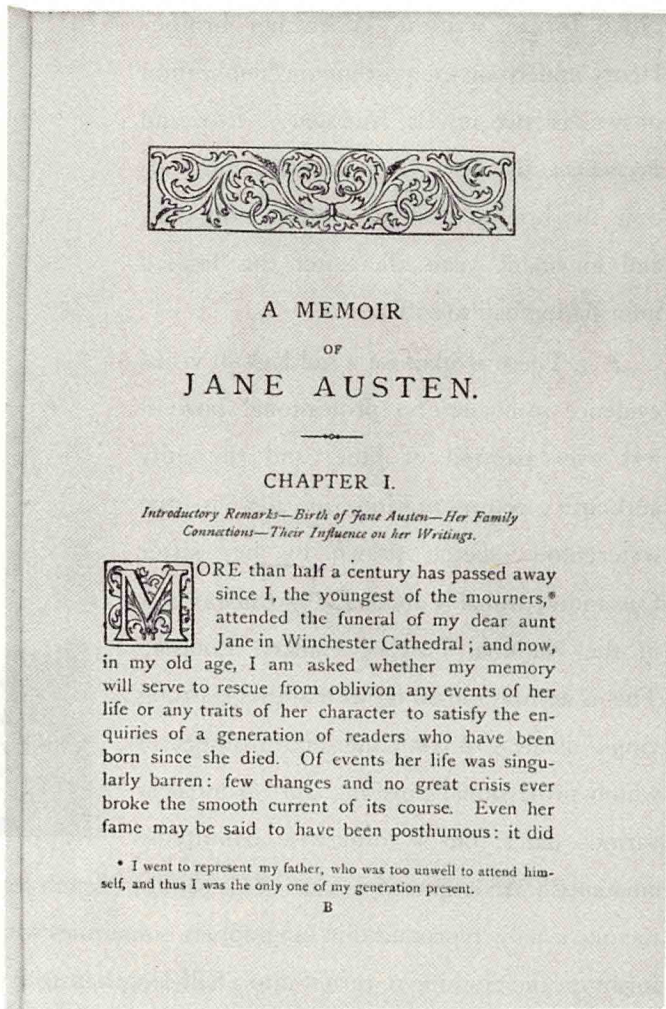 A MEMOIR
OF
JANE AUSTEN.
CHAPTER I.
Introductory Remarks—Birth of Jane Austen—Her Family
Connections—Their Influence on her Writings.
MORE than half a century has passed away
since I, the youngest of the mourners,*
attended the funeral of my dear aunt
Jane in Winchester Cathedral ; and now,
in my old age, I am asked whether my memory
will serve to rescue from oblivion any events of her
life or any traits of her character to satisfy the en-
quiries of a generation of readers who have been
born since she died. Of events her life was singu-
larly barren : few changes and no great crisis ever
broke the smooth current of its course. Even her
fame may be said to have been posthumous : it did
* I went to represent my father, who was too unwell to attend him-
self, and thus I was the only one of my generation present.
B